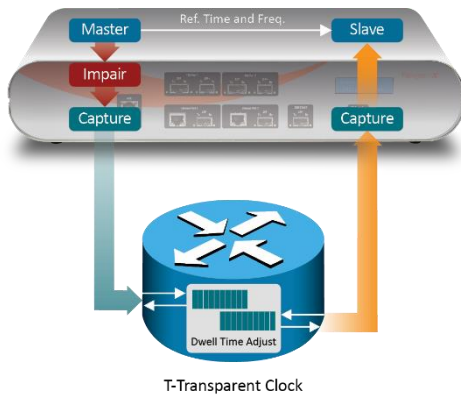 Ref. Time and Freq.
Master
Slave
Impair
Capture
Capture
Dwell Time Adjust
T-Transparent Clock